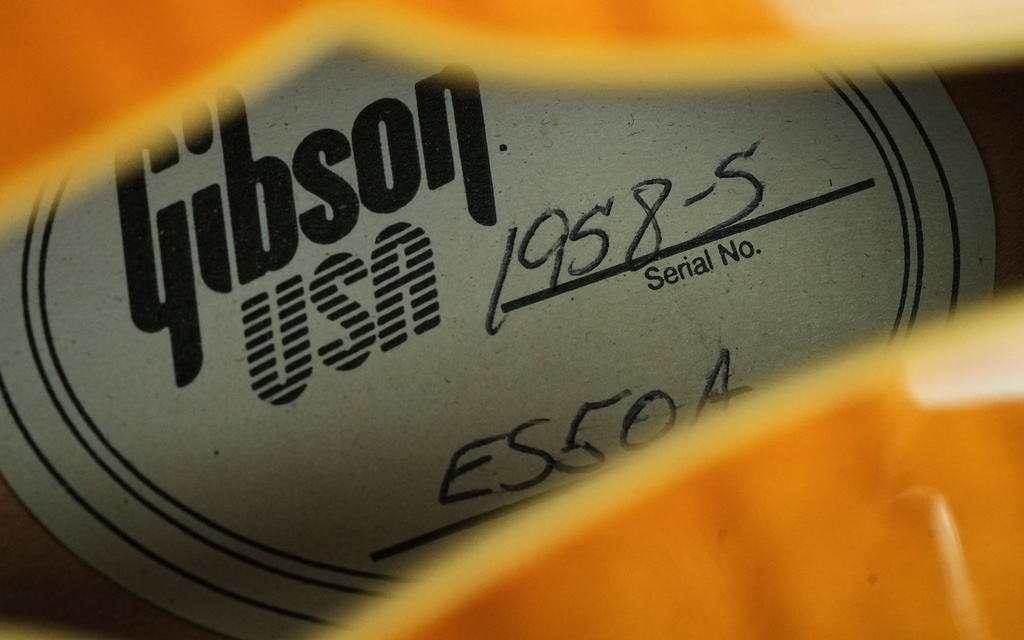 Gibson
USA
1958-S
Serial No.
ES50A